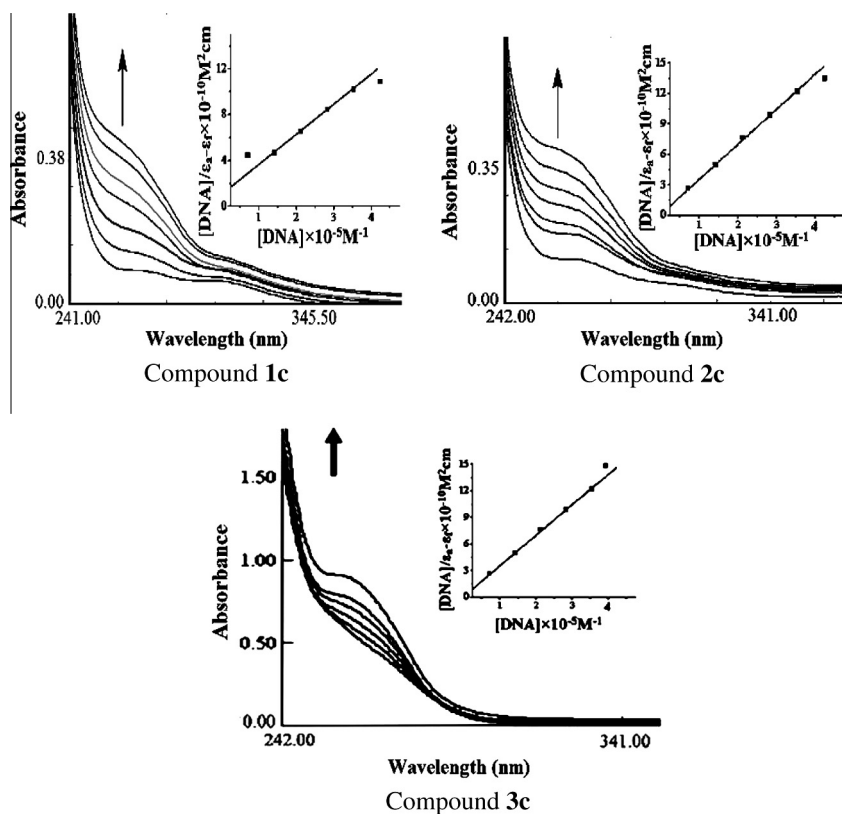 Absorbance
0.38
0.00
241.00
345.50
Wavelength (nm)
[DNA]/εa-εf×10⁻¹⁰M²cm
12
8
4
0
1
2
3
4
[DNA]×10⁻⁵M⁻¹
Compound 1c
Absorbance
0.35
0.00
242.00
341.00
Wavelength (nm)
[DNA]/εa-εf×10⁻¹⁰M²cm
15
12
9
6
3
0
1
2
3
4
[DNA]×10⁻⁵M⁻¹
Compound 2c
Absorbance
1.50
1.00
0.50
0.00
242.00
341.00
Wavelength (nm)
[DNA]/εa-εf×10⁻¹⁰M²cm
15
12
9
6
3
0
1
2
3
4
[DNA]×10⁻⁵M⁻¹
Compound 3c